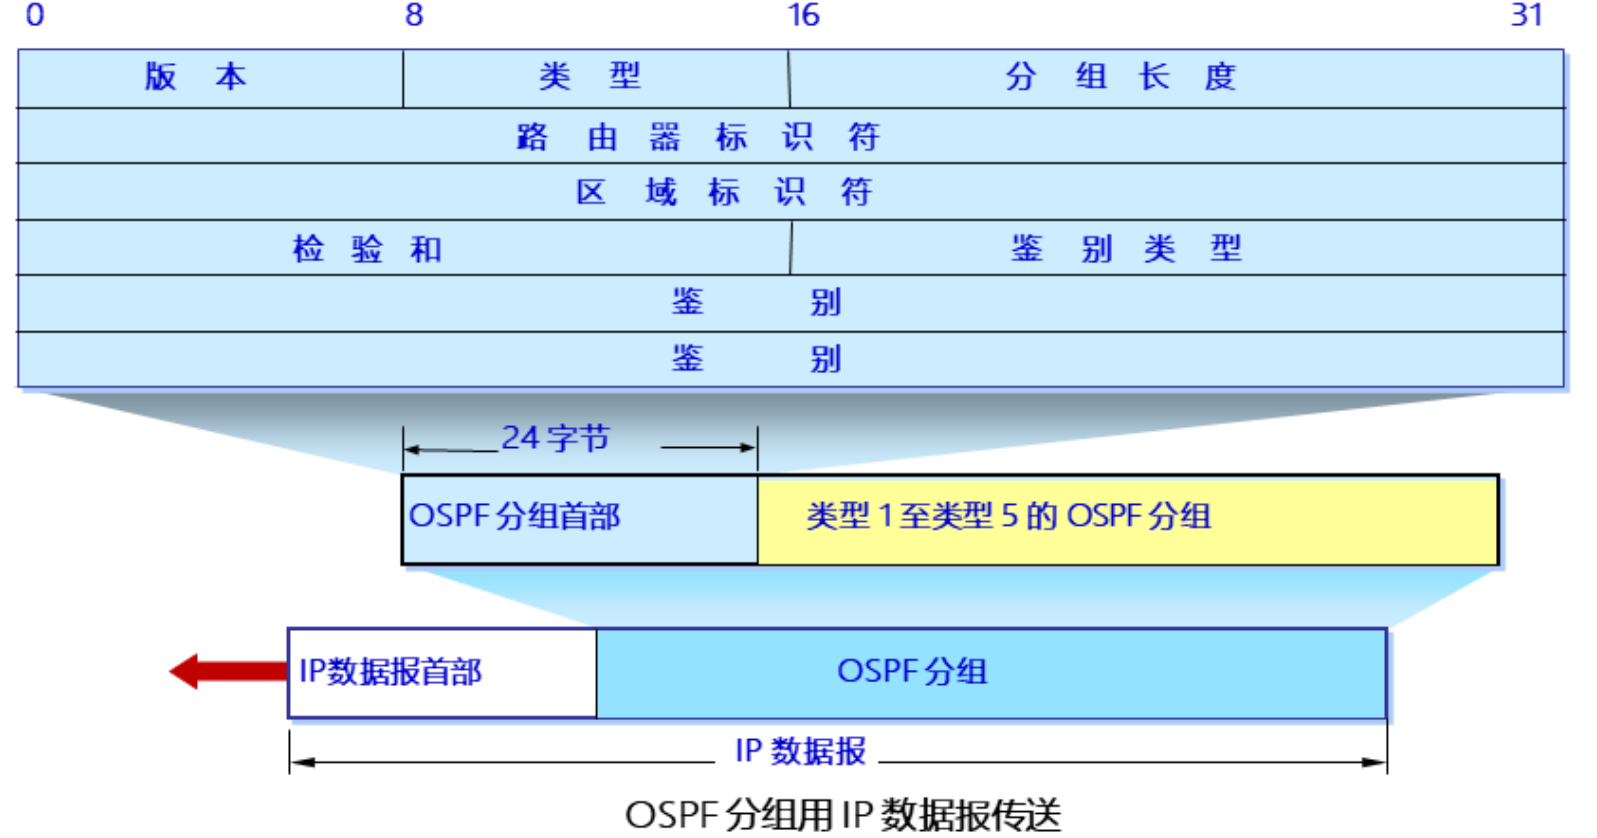 0 8 16 31
版 本 类 型 分 组 长 度
路 由 器 标 识 符
区 域 标 识 符
检 验 和 鉴 别 类 型
鉴 别
鉴 别
24 字节
OSPF 分组首部 类型 1 至类型 5 的 OSPF 分组
IP数据报首部 OSPF 分组
IP 数据报
OSPF 分组用 IP 数据报传送